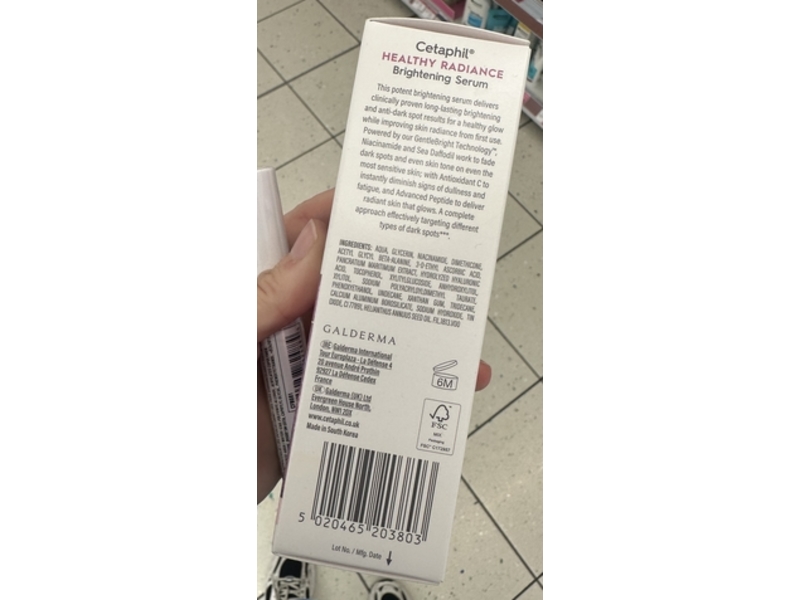 Cetaphil®
HEALTHY RADIANCE
Brightening Serum
This potent brightening serum delivers
clinically proven long-lasting brightening
and anti-dark spot results for a healthy glow
while improving skin radiance from first use.
Powered by our GentleBright Technology™.
Niacinamide and Sea Daffodil work to fade
dark spots and even skin tone on even the
most sensitive skin; with Antioxidant C to
instantly diminish signs of dullness and
fatigue, and Advanced Peptide to deliver
radiant skin that glows. A complete
approach effectively targeting different
types of dark spots***.
INGREDIENTS: AQUA, GLYCERIN, NIACINAMIDE, DIMETHICONE,
ACETYL GLYCYL BETA-ALANINE, 3-O-ETHYL ASCORBIC ACID,
PANCRATIUM MARITIMUM EXTRACT, HYDROLYZED HYALURONIC
ACID, TOCOPHEROL, XYLITYLGLUCOSIDE, ANHYDROXYLITOL,
XYLITOL, SODIUM POLYACRYLOYLDIMETHYL TAURATE,
PHENOXYETHANOL, UNDECANE, XANTHAN GUM, TRIDECANE,
CALCIUM ALUMINUM BOROSILICATE, SODIUM HYDROXIDE, TIN
OXIDE, CI 77891, HELIANTHUS ANNUUS SEED OIL.
GALDERMA
Galderma International
Tour Europlaza - La Défense 4
20 avenue André Prothin
92927 La Défense Cedex
France
UK Galderma (UK) Ltd
Evergreen House North,
London, NW1 2DX
www.cetaphil.co.uk
Made in South Korea
6M
FSC
MIX
5 020465 203803
Lot No. / Mfg. Date